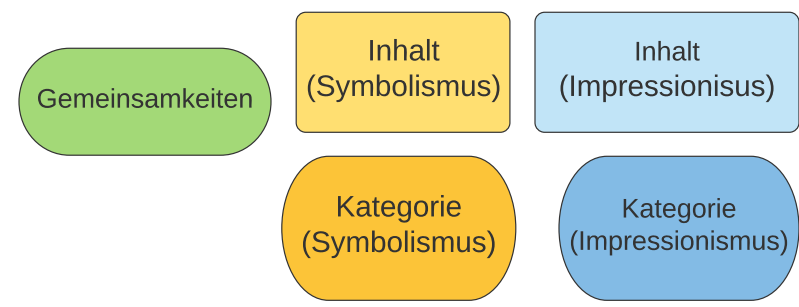 Gemeinsamkeiten
Inhalt
(Symbolismus)
Inhalt
(Impressionisus)
Kategorie
(Symbolismus)
Kategorie
(Impressionismus)